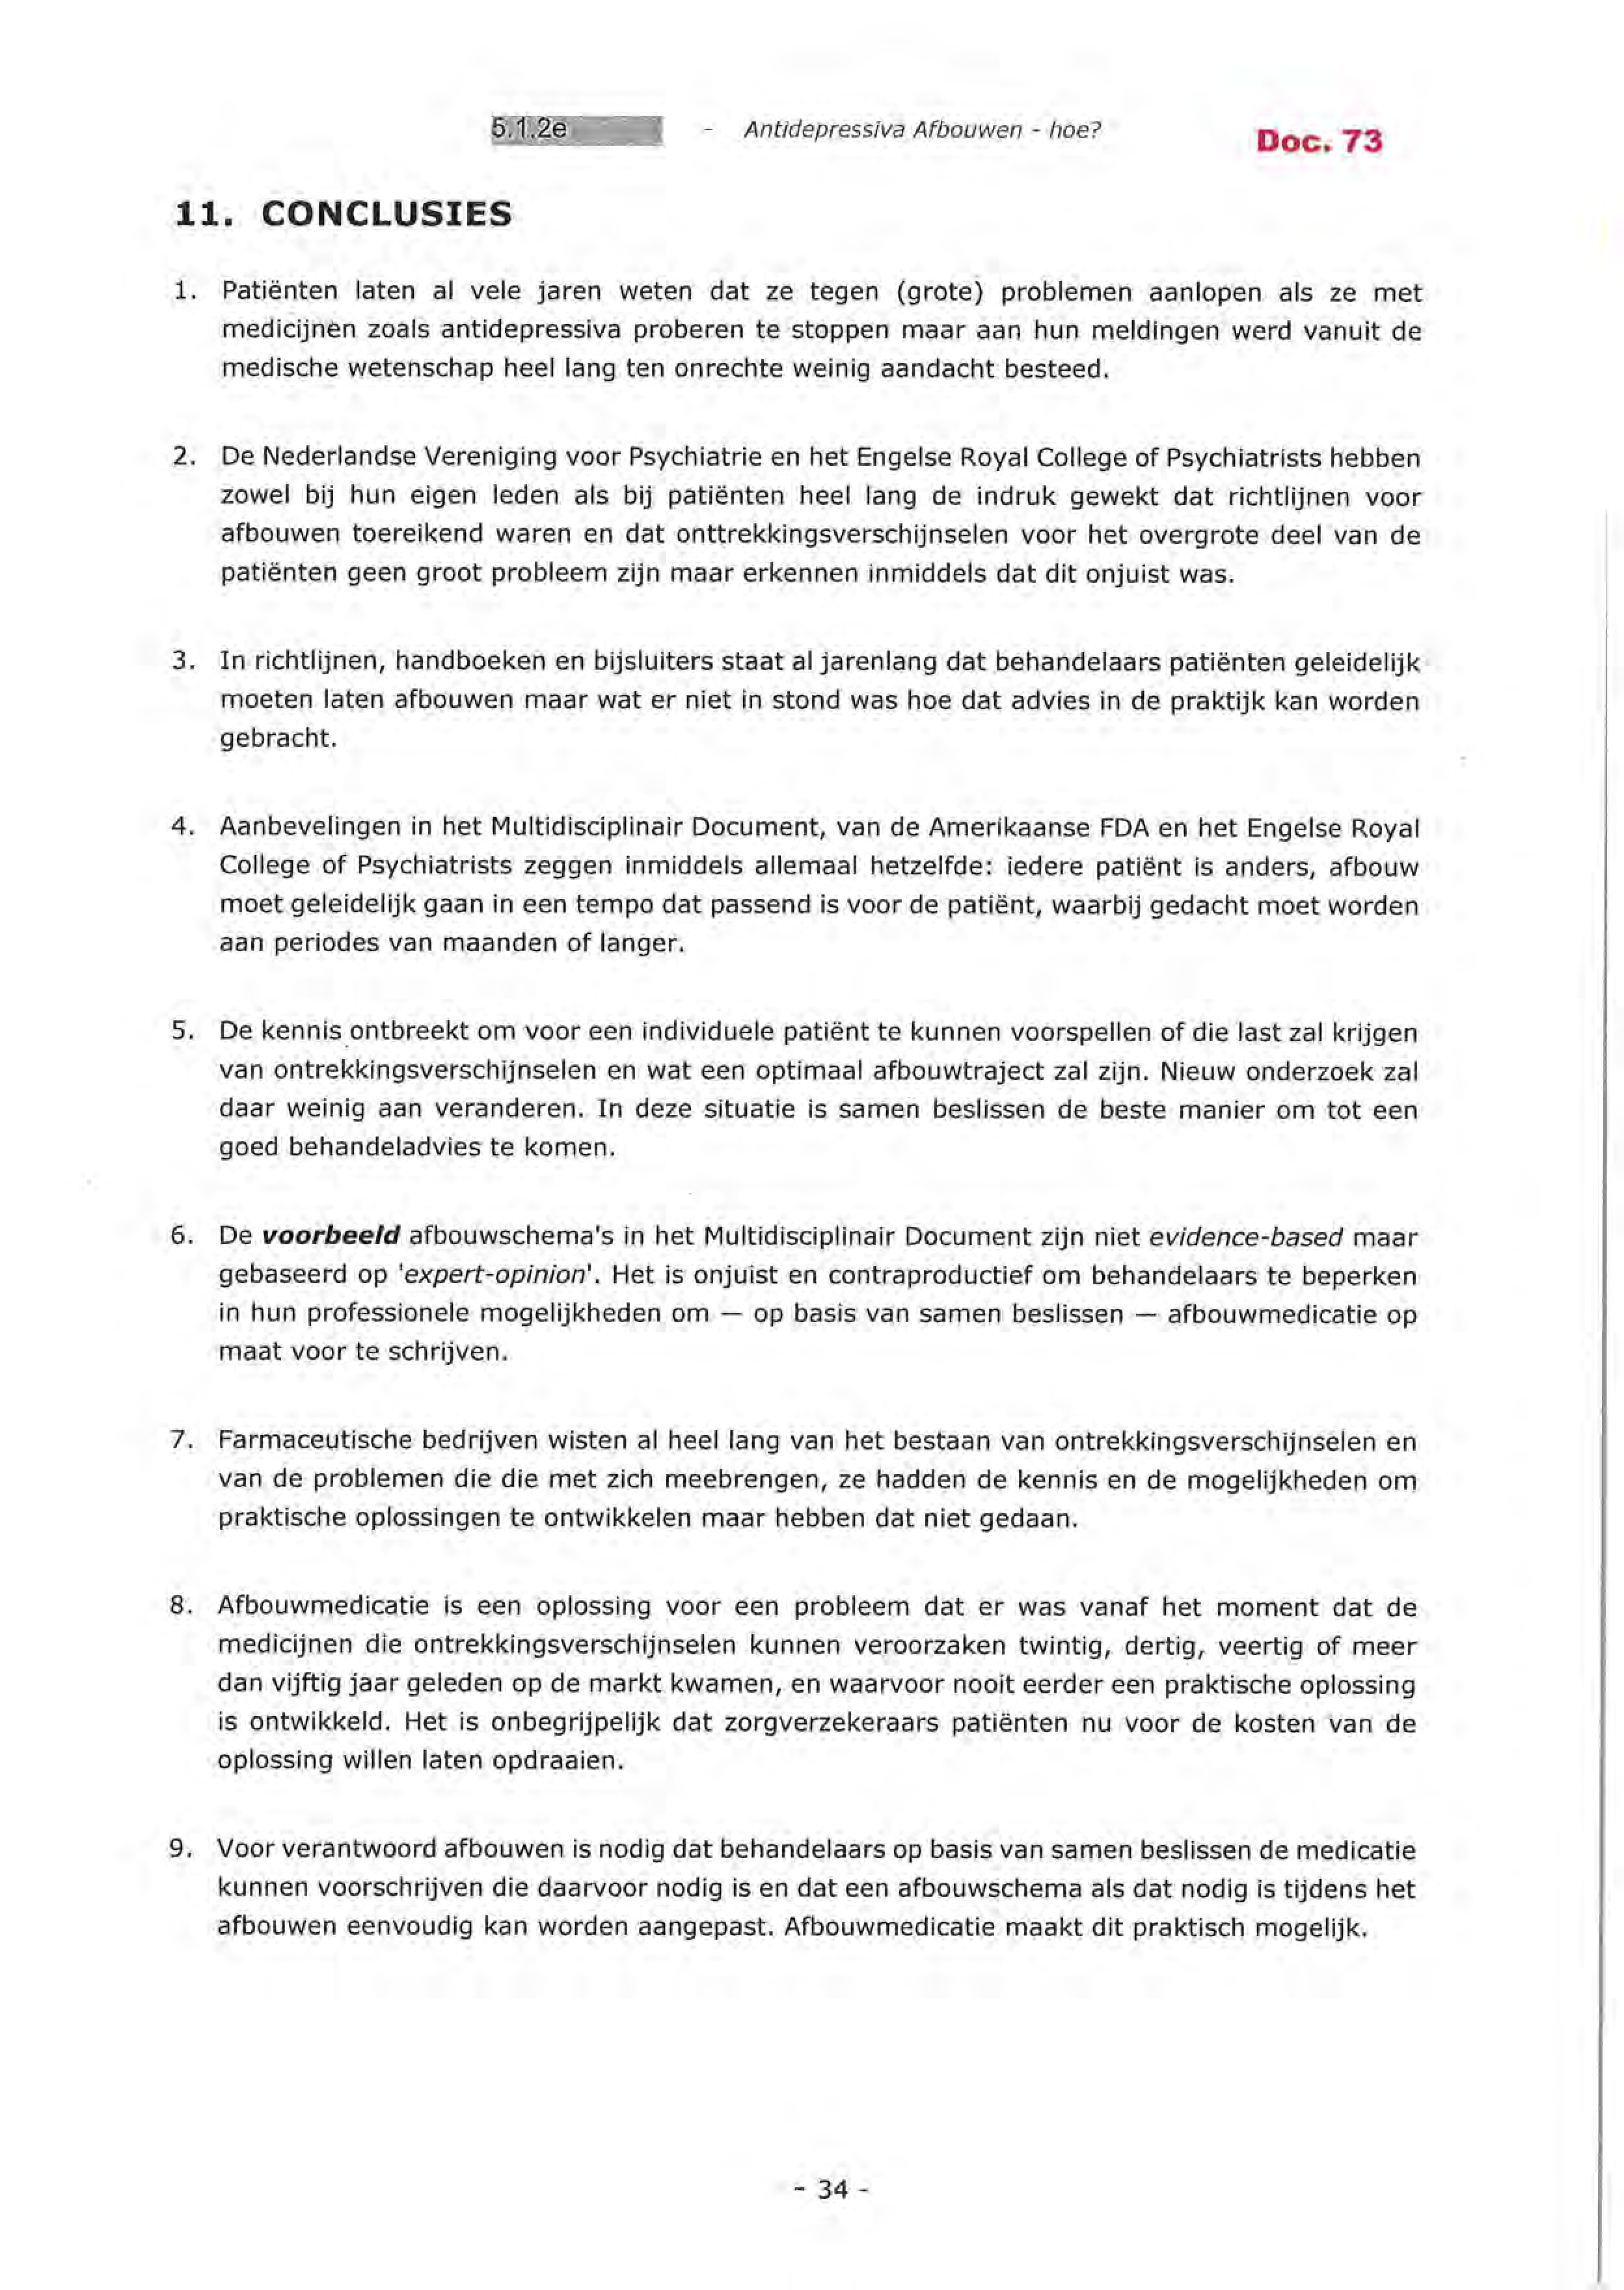 5.1.2e - Antidepressiva Afbouwen - hoe? Doc. 73
11. CONCLUSIES
1. Patiënten laten al vele jaren weten dat ze tegen (grote) problemen aanlopen als ze met
medicijnen zoals antidepressiva proberen te stoppen maar aan hun meldingen werd vanuit de
medische wetenschap heel lang ten onrechte weinig aandacht besteed.
2. De Nederlandse Vereniging voor Psychiatrie en het Engelse Royal College of Psychiatrists hebben
zowel bij hun eigen leden als bij patiënten heel lang de indruk gewekt dat richtlijnen voor
afbouwen toereikend waren en dat onttrekkingsverschijnselen voor het overgrote deel van de
patiënten geen groot probleem zijn maar erkennen inmiddels dat dit onjuist was.
3. In richtlijnen, handboeken en bijsluiters staat al jarenlang dat behandelaars patiënten geleidelijk
moeten laten afbouwen maar wat er niet in stond was hoe dat advies in de praktijk kan worden
gebracht.
4. Aanbevelingen in het Multidisciplinair Document, van de Amerikaanse FDA en het Engelse Royal
College of Psychiatrists zeggen inmiddels allemaal hetzelfde: iedere patiënt is anders, afbouw
moet geleidelijk gaan in een tempo dat passend is voor de patiënt, waarbij gedacht moet worden
aan periodes van maanden of langer.
5. De kennis ontbreekt om voor een individuele patiënt te kunnen voorspellen of die last zal krijgen
van ontrekkingsverschijnselen en wat een optimaal afbouwtraject zal zijn. Nieuw onderzoek zal
daar weinig aan veranderen. In deze situatie is samen beslissen de beste manier om tot een
goed behandeladvies te komen.
6. De voorbeeld afbouwschema's in het Multidisciplinair Document zijn niet evidence-based maar
gebaseerd op 'expert-opinion'. Het is onjuist en contraproductief om behandelaars te beperken
in hun professionele mogelijkheden om — op basis van samen beslissen — afbouwmedicatie op
maat voor te schrijven.
7. Farmaceutische bedrijven wisten al heel lang van het bestaan van ontrekkingsverschijnselen en
van de problemen die die met zich meebrengen, ze hadden de kennis en de mogelijkheden om
praktische oplossingen te ontwikkelen maar hebben dat niet gedaan.
8. Afbouwmedicatie is een oplossing voor een probleem dat er was vanaf het moment dat de
medicijnen die ontrekkingsverschijnselen kunnen veroorzaken twintig, dertig, veertig of meer
dan vijftig jaar geleden op de markt kwamen, en waarvoor nooit eerder een praktische oplossing
is ontwikkeld. Het is onbegrijpelijk dat zorgverzekeraars patiënten nu voor de kosten van de
oplossing willen laten opdraaien.
9. Voor verantwoord afbouwen is nodig dat behandelaars op basis van samen beslissen de medicatie
kunnen voorschrijven die daarvoor nodig is en dat een afbouwschema als dat nodig is tijdens het
afbouwen eenvoudig kan worden aangepast. Afbouwmedicatie maakt dit praktisch mogelijk.
- 34 -